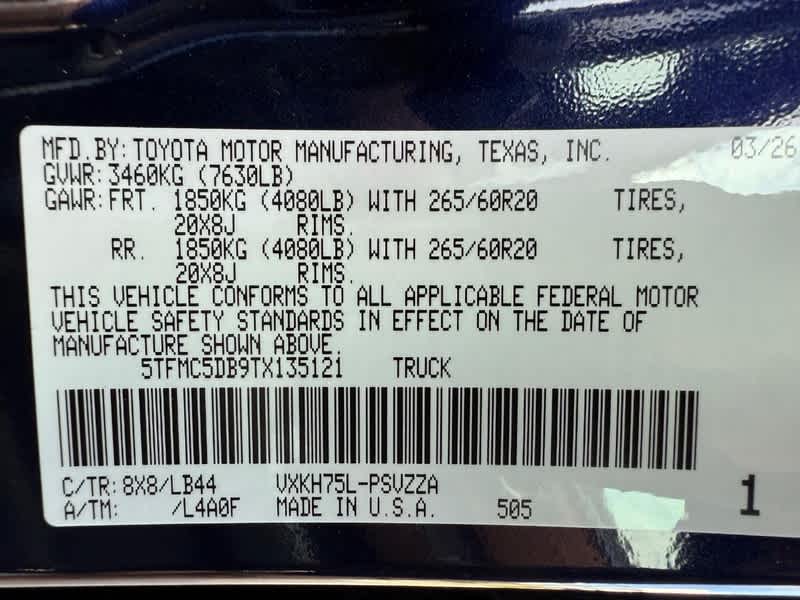 MFD.BY: TOYOTA MOTOR MANUFACTURING, TEXAS, INC. 03/26
GVWR: 3460KG (7630LB)
GAWR: FRT. 1850KG (4080LB) WITH 265/60R20 TIRES,
20X8J RIMS.
RR. 1850KG (4080LB) WITH 265/60R20 TIRES,
20X8J RIMS.
THIS VEHICLE CONFORMS TO ALL APPLICABLE FEDERAL MOTOR
VEHICLE SAFETY STANDARDS IN EFFECT ON THE DATE OF
MANUFACTURE SHOWN ABOVE.
5TFMC5DB9TX135121 TRUCK
C/TR: 8X8/LB44 VXKH75L-PSVZZA
A/TM: /L4A0F MADE IN U.S.A. 505 1